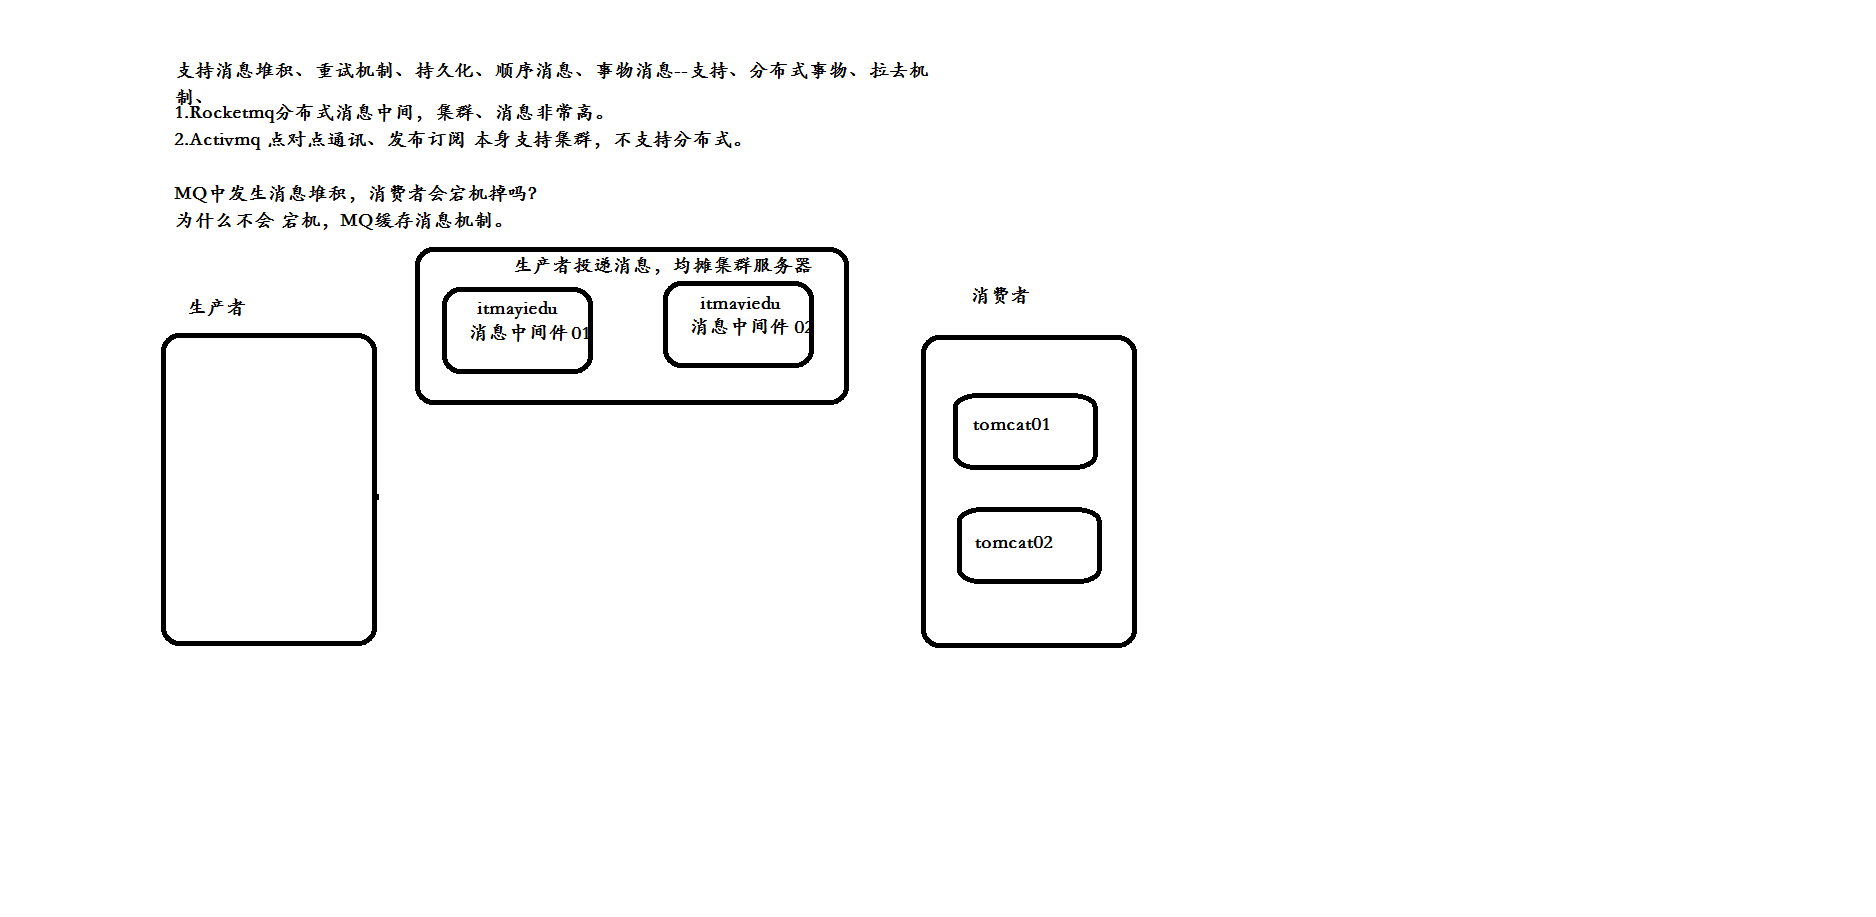 支持消息堆积、重试机制、持久化、顺序消息、事物消息--支持、分布式事物、拉去机
制、
1.Rocketmq分布式消息中间，集群、消息非常高。
2.Activmq 点对点通讯、发布订阅 本身支持集群，不支持分布式。
MQ中发生消息堆积，消费者会宕机掉吗？
为什么不会 宕机，MQ缓存消息机制。
生产者投递消息，均摊集群服务器
生产者
itmayiedu
消息中间件 01
itmayiedu
消息中间件 02
消费者
tomcat01
tomcat02